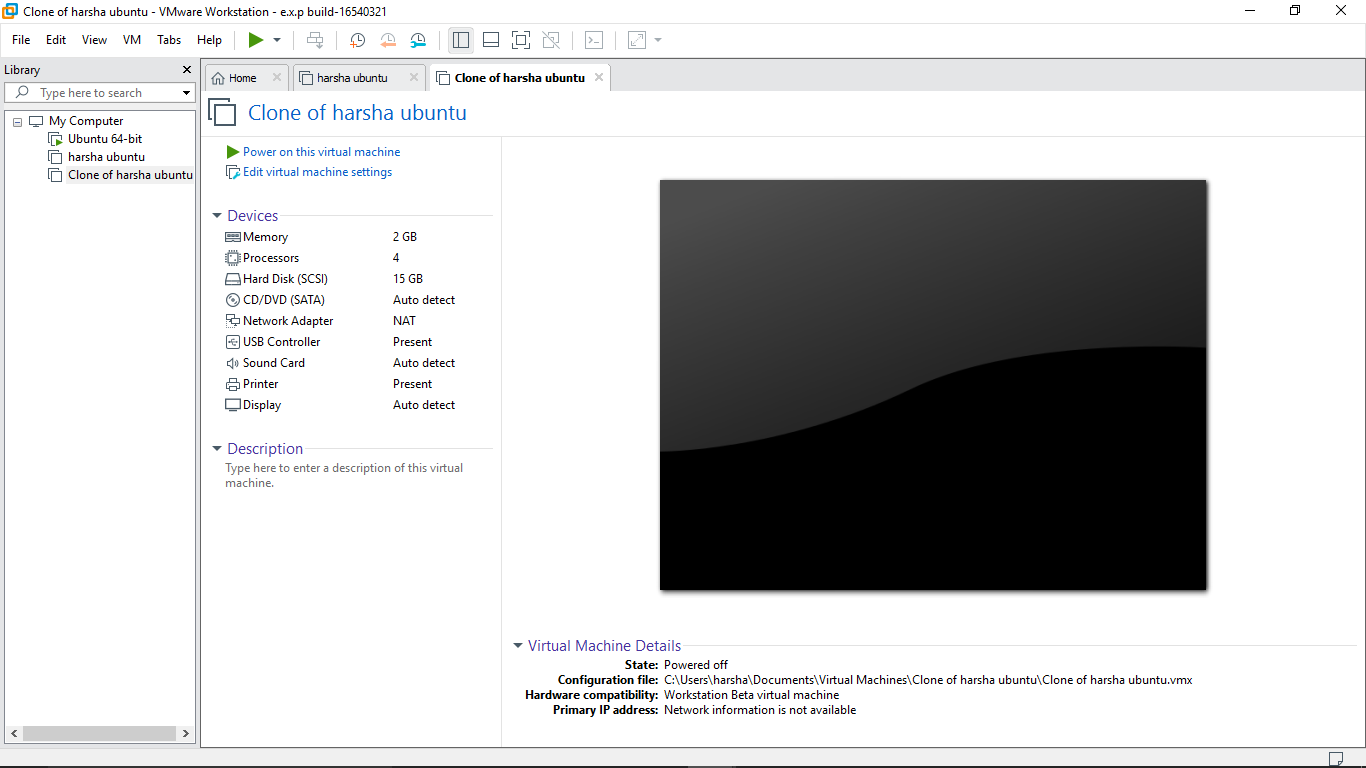 Clone of harsha ubuntu - VMware Workstation - e.x.p build-16540321
File Edit View VM Tabs Help
Library
Type here to search
My Computer
Ubuntu 64-bit
harsha ubuntu
Clone of harsha ubuntu
Home harsha ubuntu Clone of harsha ubuntu
Clone of harsha ubuntu
Power on this virtual machine
Edit virtual machine settings
Devices
Memory 2 GB
Processors 4
Hard Disk (SCSI) 15 GB
CD/DVD (SATA) Auto detect
Network Adapter NAT
USB Controller Present
Sound Card Auto detect
Printer Present
Display Auto detect
Description
Type here to enter a description of this virtual
machine.
Virtual Machine Details
State: Powered off
Configuration file: C:\Users\harsha\Documents\Virtual Machines\Clone of harsha ubuntu\Clone of harsha ubuntu.vmx
Hardware compatibility: Workstation Beta virtual machine
Primary IP address: Network information is not available